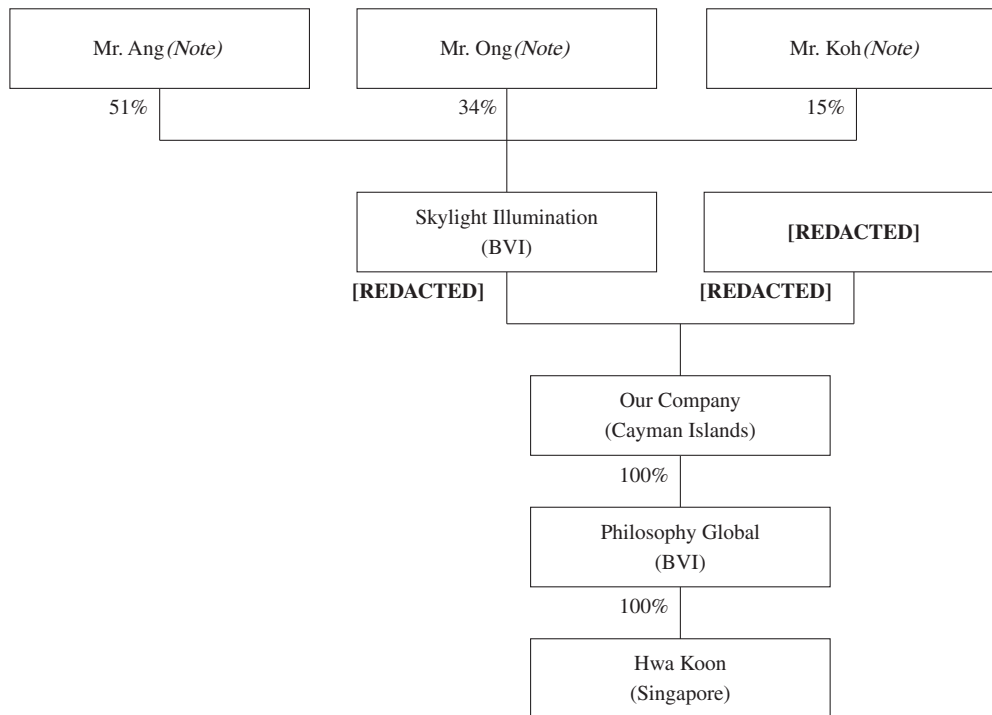 Mr. Ang (Note)
Mr. Ong (Note)
Mr. Koh (Note)
51%
34%
15%
Skylight Illumination
(BVI)
[REDACTED]
[REDACTED]
[REDACTED]
Our Company
(Cayman Islands)
100%
Philosophy Global
(BVI)
100%
Hwa Koon
(Singapore)